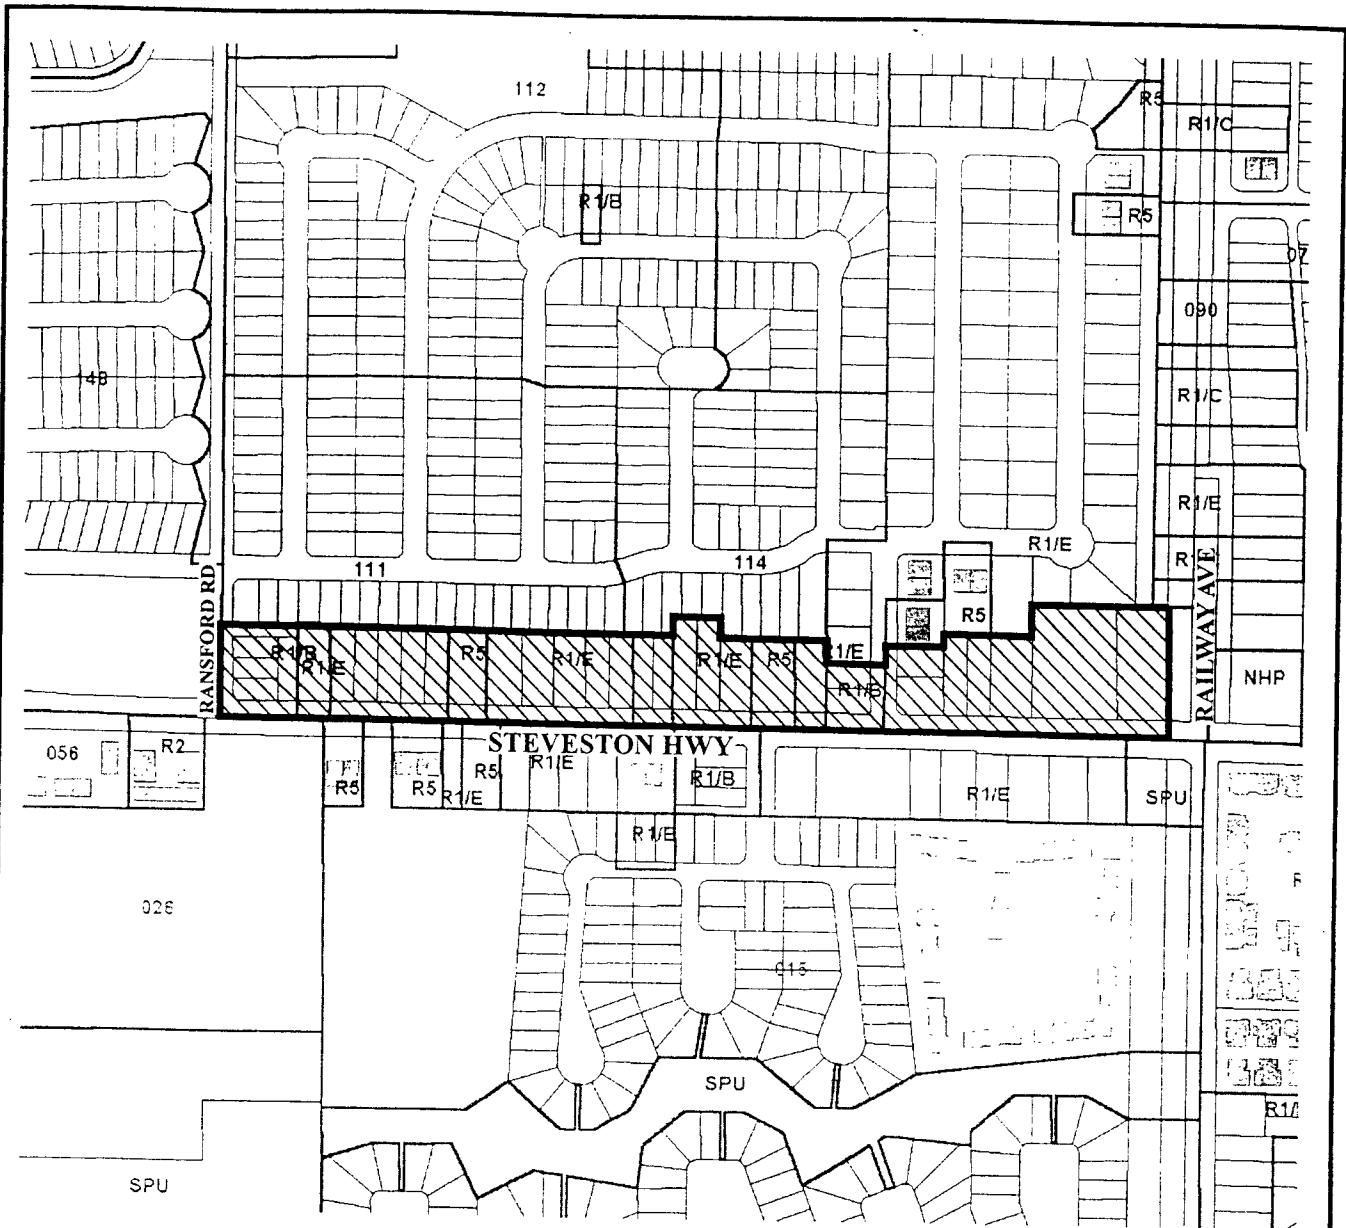 112
R5
R1/C
R1/B
R5
090
148
R1/C
R1/E
R1/E
111
114
R5
RANSFORD RD
R1/B
R1/E
R5
R1/E
R1/E
R5
R1/E
R1/B
RAILWAY AVE
NHP
STEVESTON HWY
056
R2
R5
R5
R1/E
R5
R1/E
R1/B
R1/E
SPU
R1/E
026
015
SPU
SPU